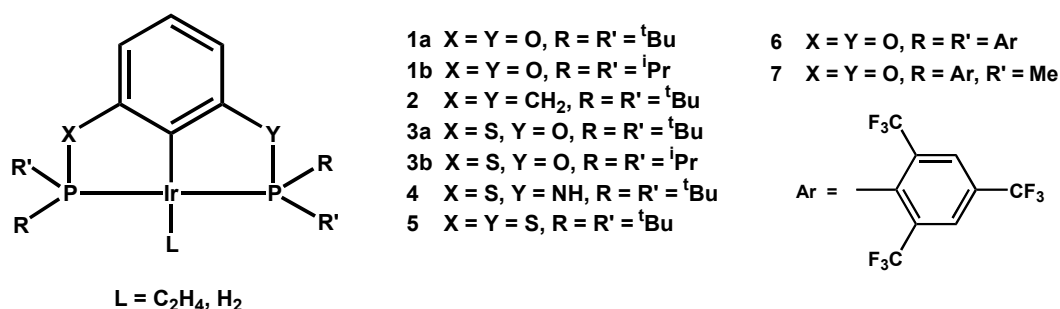 X Y
R' P Ir P R
R L R'
L = C₂H₄, H₂
1a X = Y = O, R = R' = ᵗBu
1b X = Y = O, R = R' = ⁱPr
2 X = Y = CH₂, R = R' = ᵗBu
3a X = S, Y = O, R = R' = ᵗBu
3b X = S, Y = O, R = R' = ⁱPr
4 X = S, Y = NH, R = R' = ᵗBu
5 X = Y = S, R = R' = ᵗBu
6 X = Y = O, R = R' = Ar
7 X = Y = O, R = Ar, R' = Me
F₃C
Ar = CF₃
F₃C